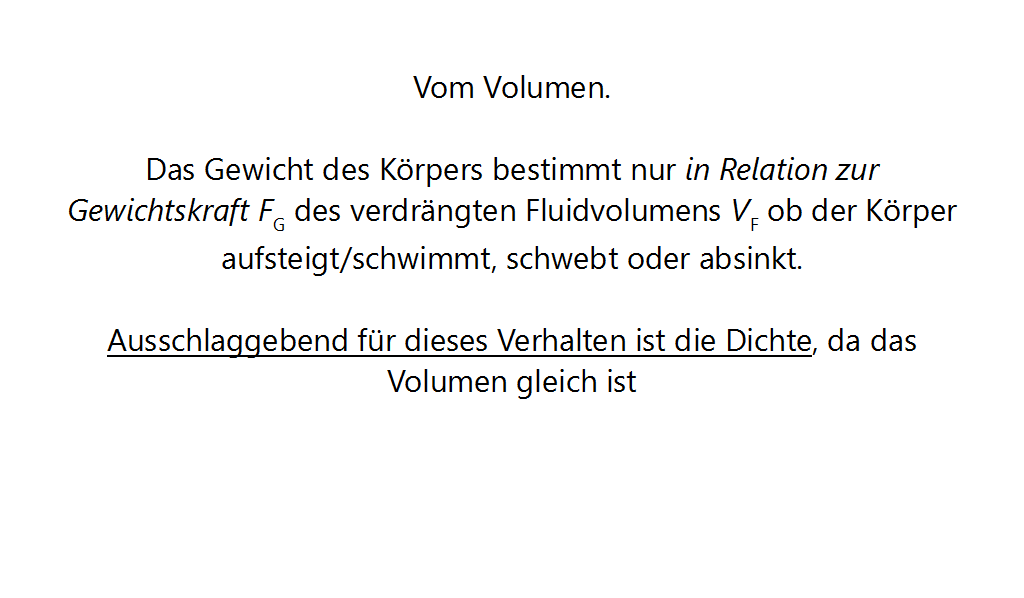 Vom Volumen.
Das Gewicht des Körpers bestimmt nur in Relation zur
Gewichtskraft F_G des verdrängten Fluidvolumens V_F ob der Körper
aufsteigt/schwimmt, schwebt oder absinkt.
Ausschlaggebend für dieses Verhalten ist die Dichte, da das
Volumen gleich ist